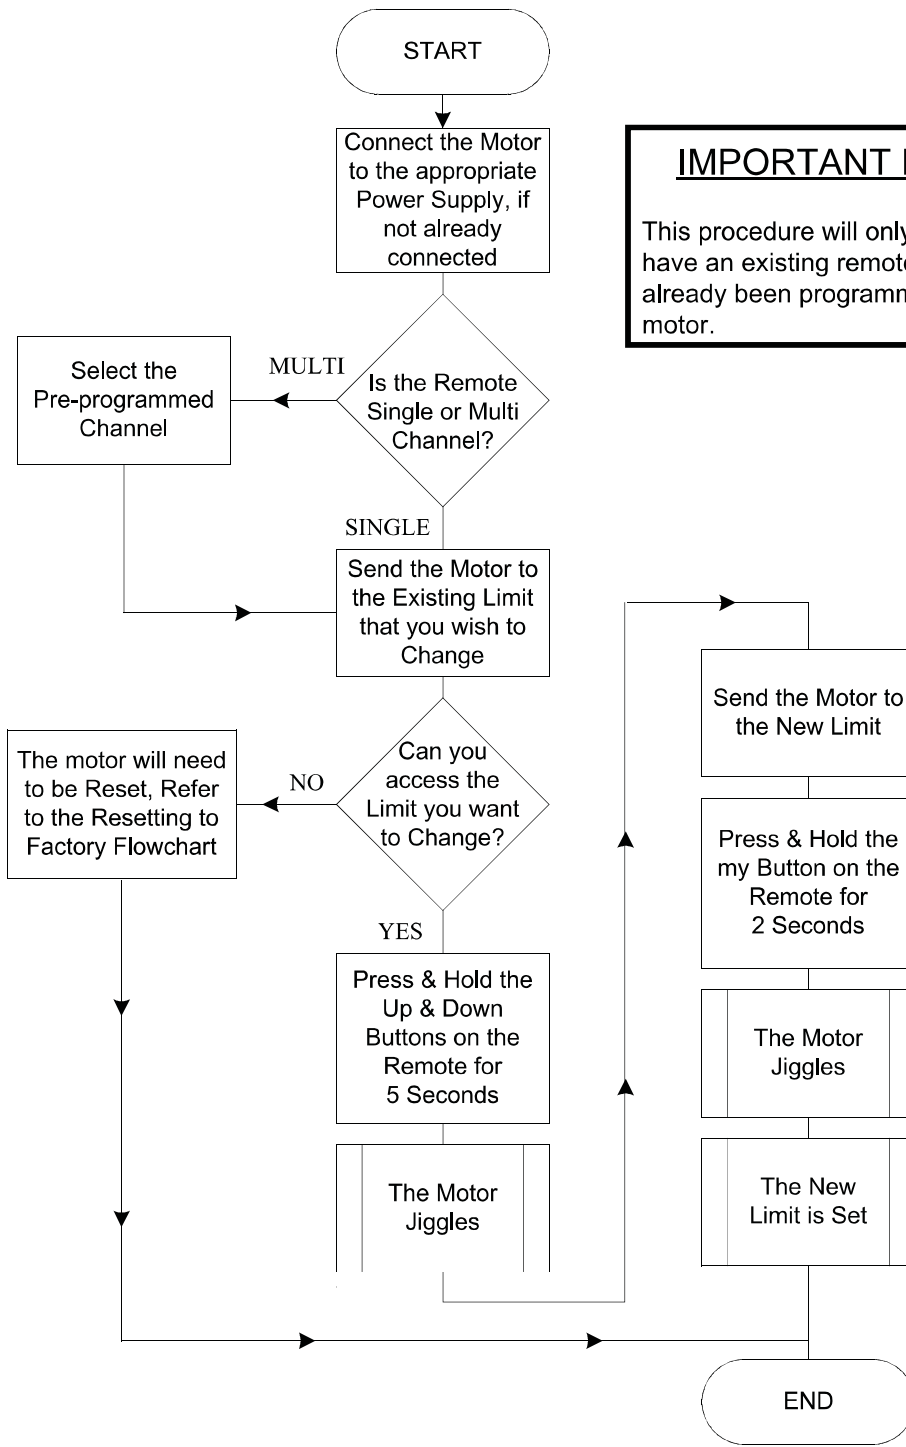 START
Connect the Motor
to the appropriate
Power Supply, if
not already
connected
IMPORTANT
This procedure will only
have an existing remote
already been programm
motor.
MULTI
Select the
Pre-programmed
Channel
Is the Remote
Single or Multi
Channel?
SINGLE
Send the Motor to
the Existing Limit
that you wish to
Change
NO
The motor will need
to be Reset, Refer
to the Resetting to
Factory Flowchart
Can you
access the
Limit you want
to Change?
YES
Press & Hold the
Up & Down
Buttons on the
Remote for
5 Seconds
The Motor
Jiggles
Send the Motor to
the New Limit
Press & Hold the
my Button on the
Remote for
2 Seconds
The Motor
Jiggles
The New
Limit is Set
END